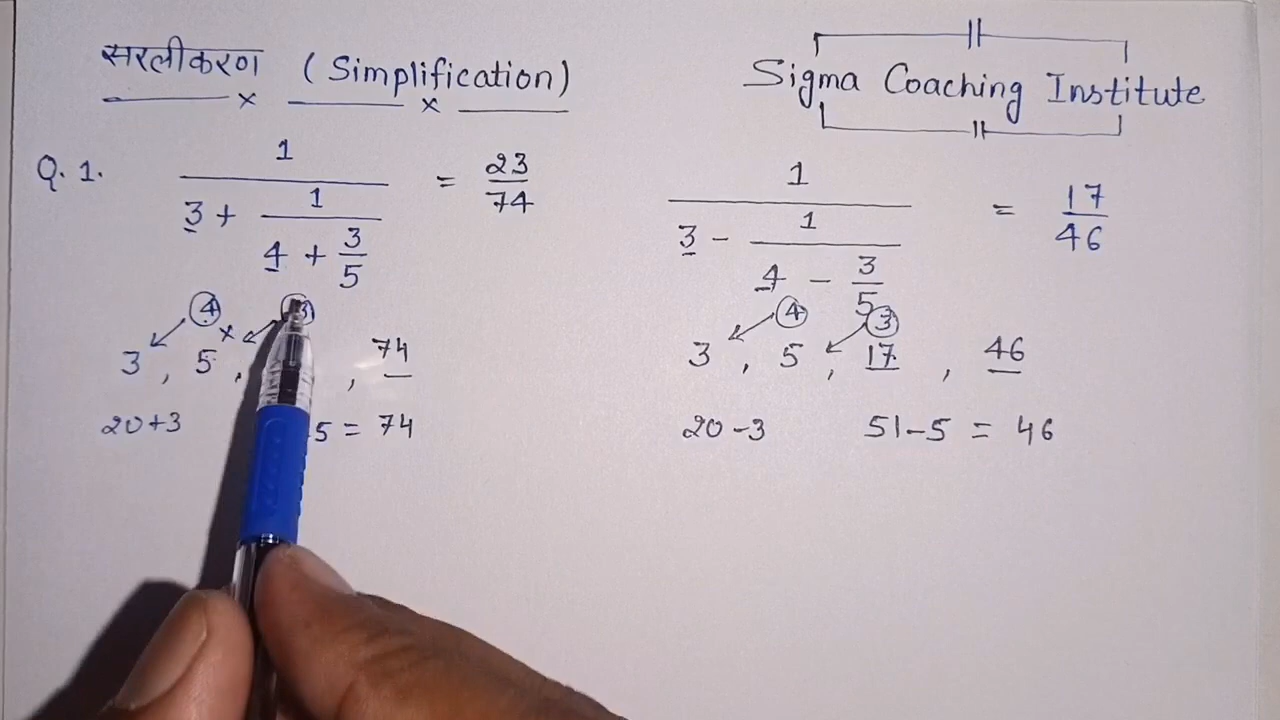 सरलीकरण (Simplification)
Sigma Coaching Institute
Q. 1.
1
3 + 1
4 + 3/5
= 23/74
4
3 , 5 , , 74
20+3 5 = 74
1
3 - 1
4 - 3/5
= 17/46
4 3
3 , 5 , 17 , 46
20-3 51-5 = 46